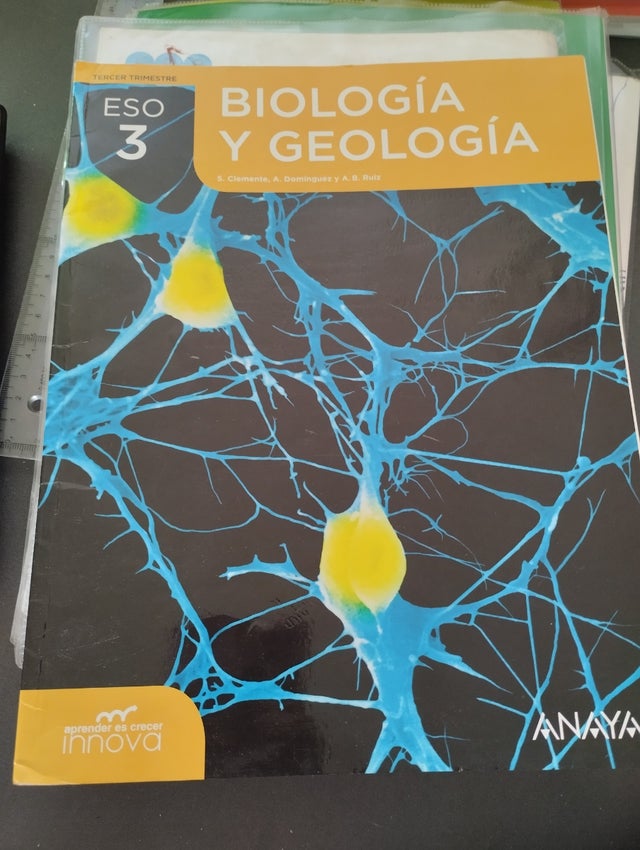 TERCER TRIMESTRE
ESO
3
BIOLOGÍA
Y GEOLOGÍA
S. Clemente, A. Domínguez y A. B. Ruiz
aprender es crecer
innova
ANAYA